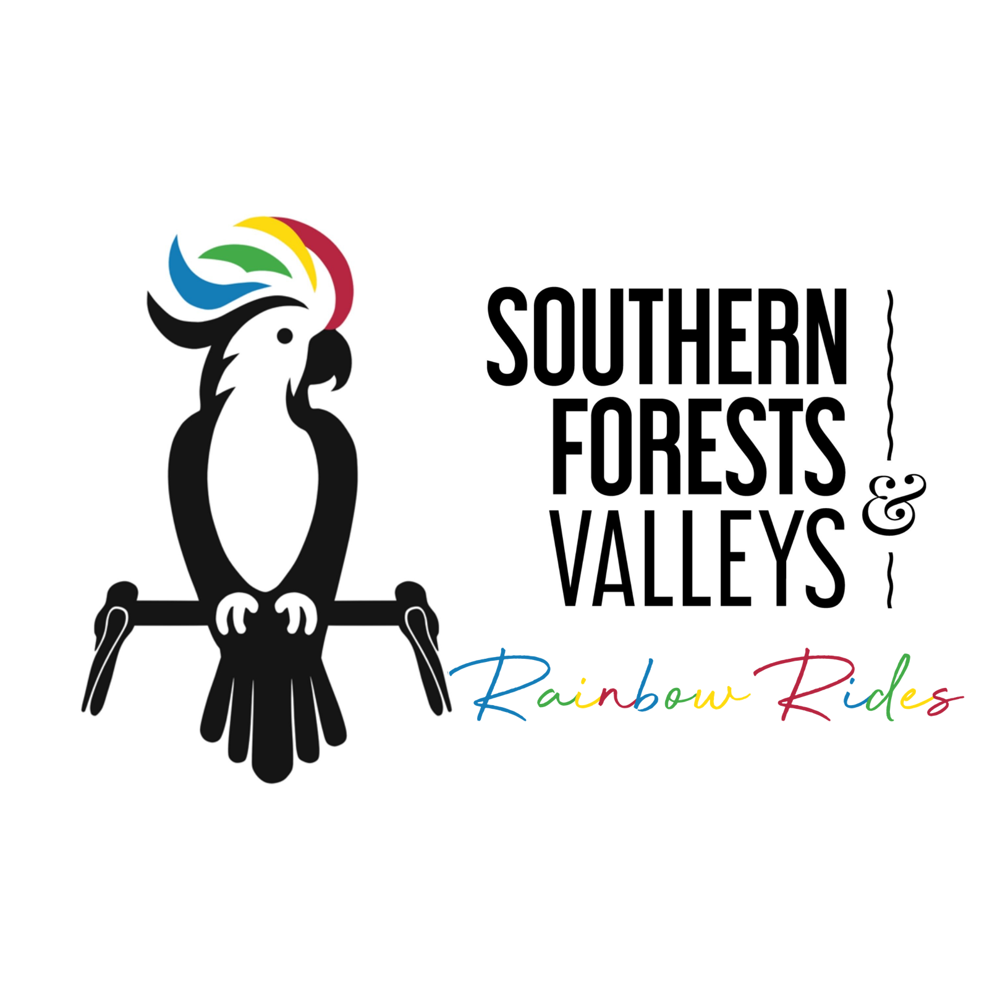 SOUTHERN
FORESTS
&
VALLEYS
Rainbow Rides